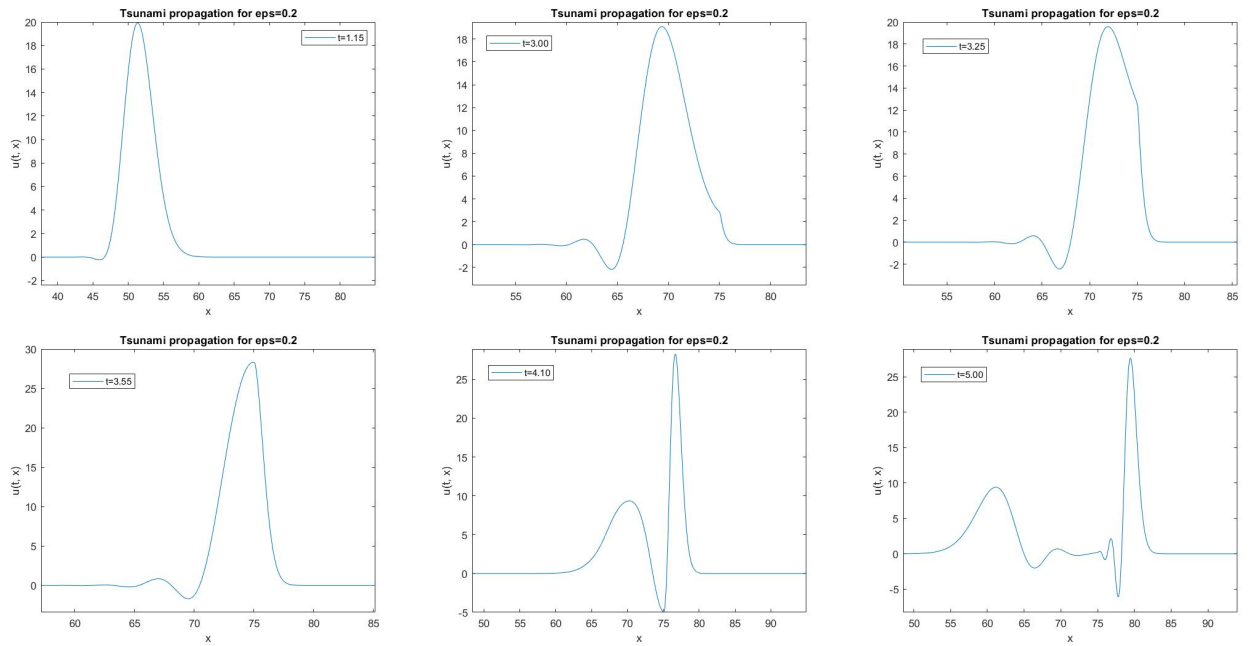 Tsunami propagation for eps=0.2
t=1.15
20
18
16
14
12
10
8
6
4
2
0
-2
u(t, x)
40 45 50 55 60 65 70 75 80
x
Tsunami propagation for eps=0.2
t=3.00
18
16
14
12
10
8
6
4
2
0
-2
u(t, x)
55 60 65 70 75 80
x
Tsunami propagation for eps=0.2
t=3.25
20
18
16
14
12
10
8
6
4
2
0
-2
u(t, x)
55 60 65 70 75 80 85
x
Tsunami propagation for eps=0.2
t=3.55
30
25
20
15
10
5
0
u(t, x)
60 65 70 75 80 85
x
Tsunami propagation for eps=0.2
t=4.10
25
20
15
10
5
0
-5
u(t, x)
50 55 60 65 70 75 80 85 90
x
Tsunami propagation for eps=0.2
t=5.00
25
20
15
10
5
0
-5
u(t, x)
50 55 60 65 70 75 80 85 90
x